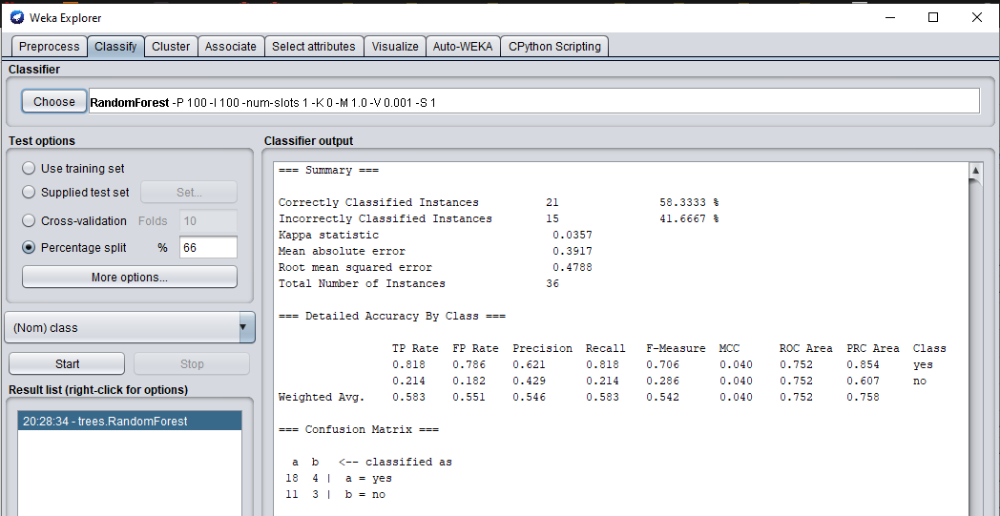 Weka Explorer
Preprocess Classify Cluster Associate Select attributes Visualize Auto-WEKA CPython Scripting
Classifier
Choose RandomForest -P 100 -I 100 -num-slots 1 -K 0 -M 1.0 -V 0.001 -S 1
Test options
Use training set
Supplied test set Set...
Cross-validation Folds 10
Percentage split % 66
More options...
(Nom) class
Start Stop
Result list (right-click for options)
20:28:34 - trees.RandomForest
Classifier output
=== Summary ===
Correctly Classified Instances 21 58.3333 %
Incorrectly Classified Instances 15 41.6667 %
Kappa statistic 0.0357
Mean absolute error 0.3917
Root mean squared error 0.4788
Total Number of Instances 36
=== Detailed Accuracy By Class ===
TP Rate FP Rate Precision Recall F-Measure MCC ROC Area PRC Area Class
0.818 0.786 0.621 0.818 0.706 0.040 0.752 0.854 yes
0.214 0.182 0.429 0.214 0.286 0.040 0.752 0.607 no
Weighted Avg. 0.583 0.551 0.546 0.583 0.542 0.040 0.752 0.758
=== Confusion Matrix ===
a b <-- classified as
18 4 | a = yes
11 3 | b = no